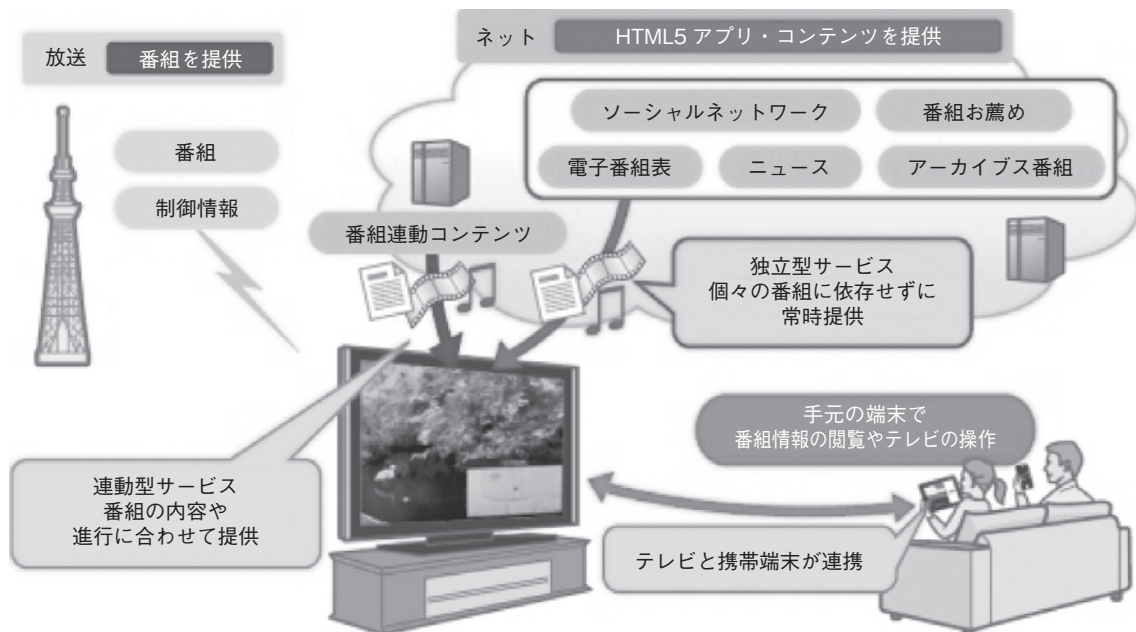 放送
番組を提供
ネット
HTML5 アプリ・コンテンツを提供
ソーシャルネットワーク
番組お薦め
電子番組表
ニュース
アーカイブス番組
番組
制御情報
番組連動コンテンツ
独立型サービス
個々の番組に依存せずに
常時提供
手元の端末で
番組情報の閲覧やテレビの操作
連動型サービス
番組の内容や
進行に合わせて提供
テレビと携帯端末が連携